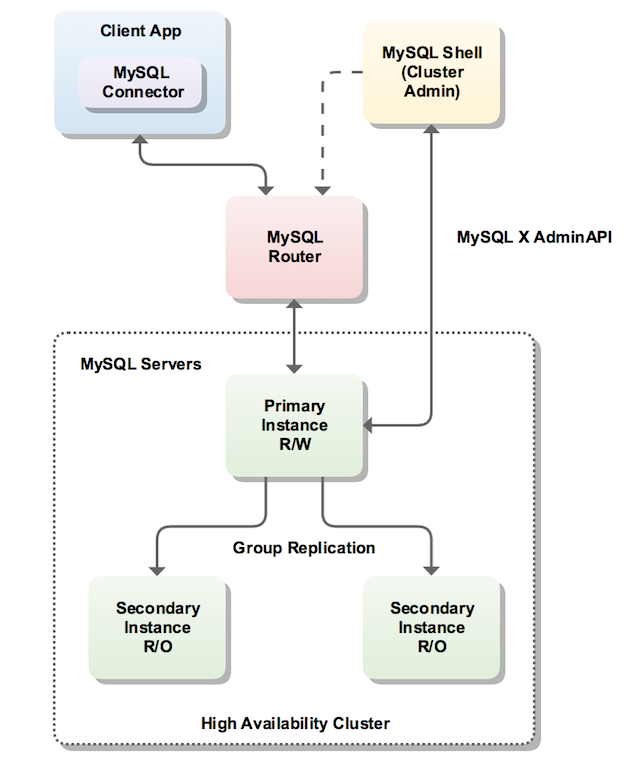 Client App
MySQL
Connector
MySQL Shell
(Cluster
Admin)
MySQL
Router
MySQL X AdminAPI
MySQL Servers
Primary
Instance
R/W
Group Replication
Secondary
Instance
R/O
Secondary
Instance
R/O
High Availability Cluster